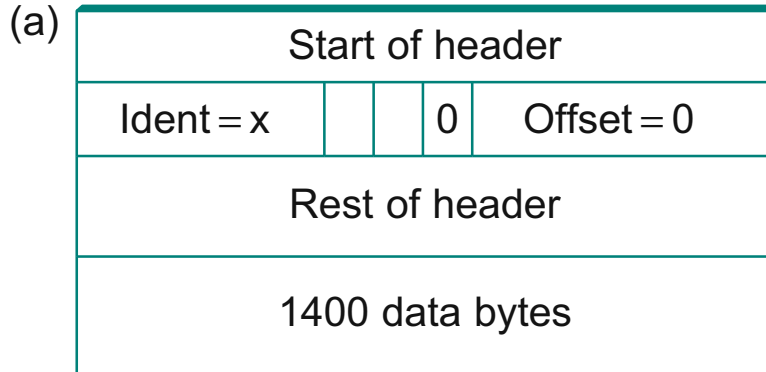 (a)
Start of header
Ident = x 0 Offset = 0
Rest of header
1400 data bytes